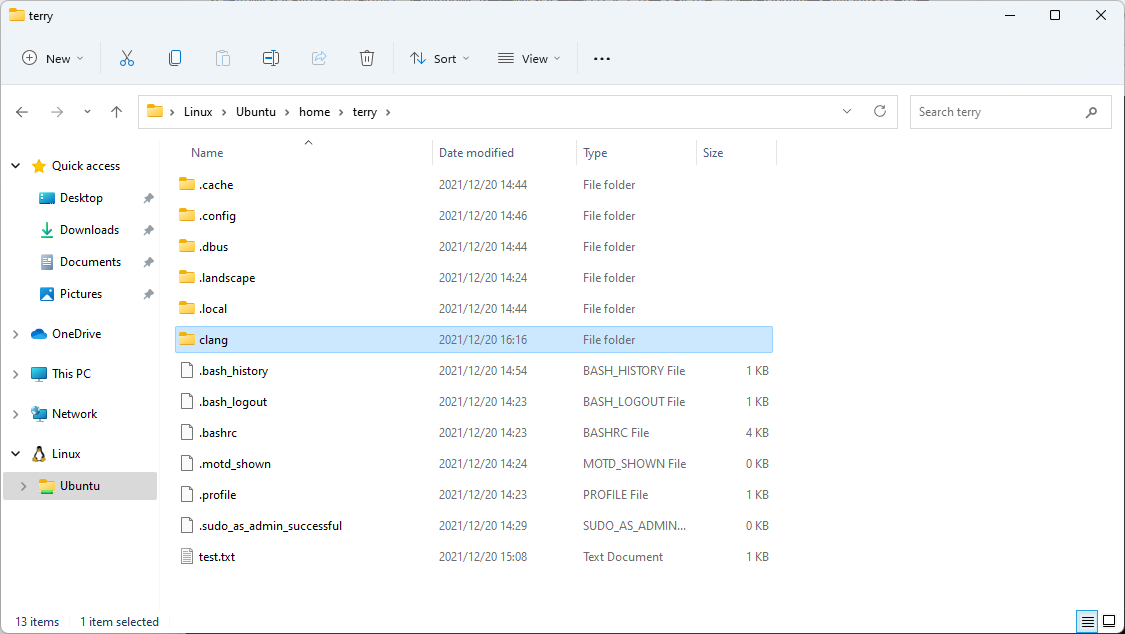 terry
New
Sort
View
Linux Ubuntu home terry
Search terry
Quick access
Desktop
Downloads
Documents
Pictures
OneDrive
This PC
Network
Linux
Ubuntu
Name Date modified Type Size
.cache 2021/12/20 14:44 File folder
.config 2021/12/20 14:46 File folder
.dbus 2021/12/20 14:44 File folder
.landscape 2021/12/20 14:24 File folder
.local 2021/12/20 14:44 File folder
clang 2021/12/20 16:16 File folder
.bash_history 2021/12/20 14:54 BASH_HISTORY File 1 KB
.bash_logout 2021/12/20 14:23 BASH_LOGOUT File 1 KB
.bashrc 2021/12/20 14:23 BASHRC File 4 KB
.motd_shown 2021/12/20 14:24 MOTD_SHOWN File 0 KB
.profile 2021/12/20 14:23 PROFILE File 1 KB
.sudo_as_admin_successful 2021/12/20 14:29 SUDO_AS_ADMIN... 0 KB
test.txt 2021/12/20 15:08 Text Document 1 KB
13 items 1 item selected